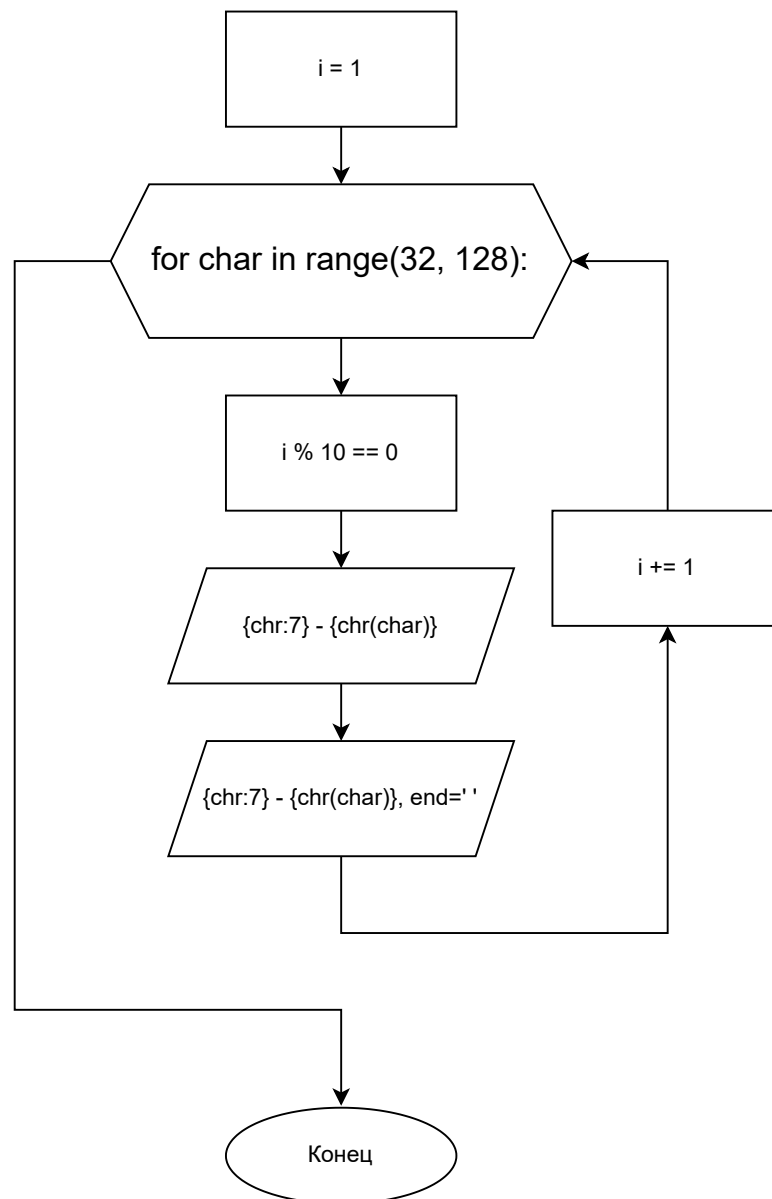 i = 1
for char in range(32, 128):
i % 10 == 0
{chr:7} - {chr(char)}
i += 1
{chr:7} - {chr(char)}, end=' '
Конец